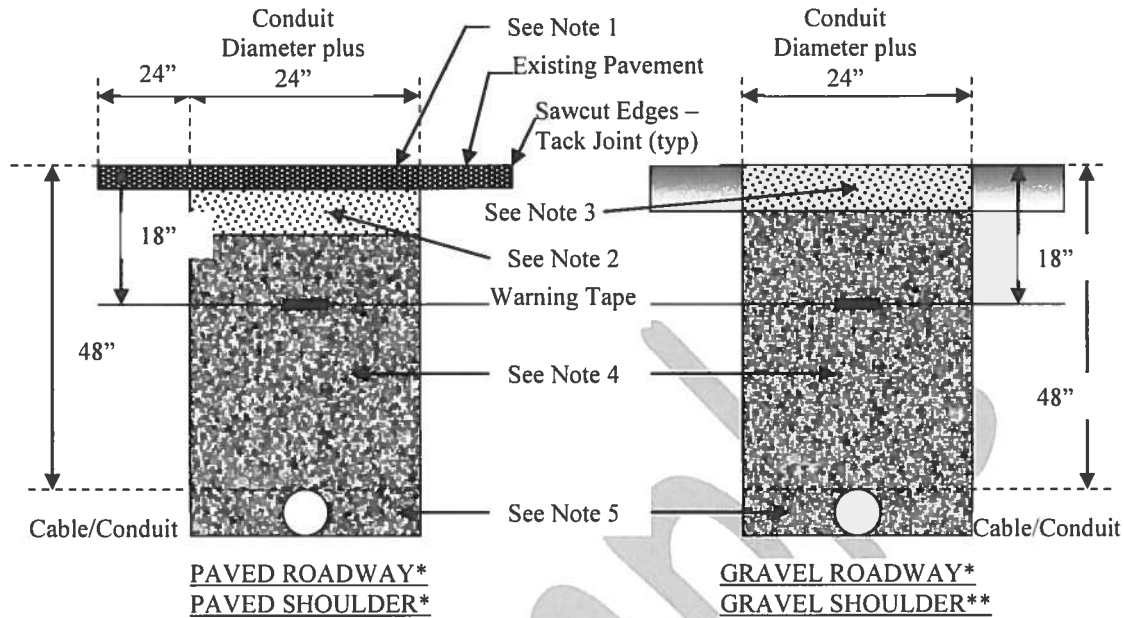 Conduit
Diameter plus
24”
24”
See Note 1
Existing Pavement
Sawcut Edges –
Tack Joint (typ)
Conduit
Diameter plus
24”
18”
48”
See Note 3
See Note 2
Warning Tape
See Note 4
See Note 5
18”
48”
Cable/Conduit
Cable/Conduit
PAVED ROADWAY*
PAVED SHOULDER*
GRAVEL ROADWAY*
GRAVEL SHOULDER**